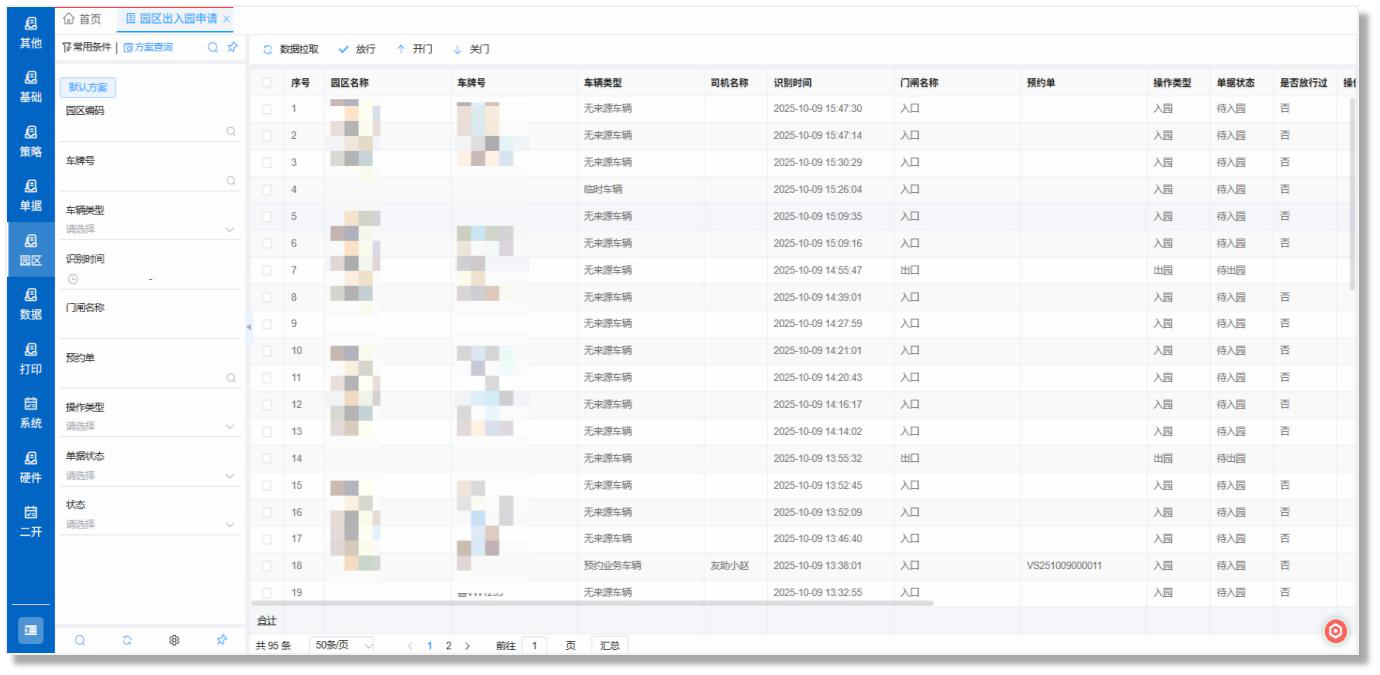 其他
基础
策略
单据
园区
数据
打印
系统
硬件
二开
首页 园区出入园申请 ×
常用条件 | 方案查询
默认方案
园区编码
车牌号
车辆类型
请选择
识别时间
-
门闸名称
预约单
操作类型
请选择
单据状态
请选择
状态
请选择
数据拉取 放行 开门 关门
序号 园区名称 车牌号 车辆类型 司机名称 识别时间 门闸名称 预约单 操作类型 单据状态 是否放行过
1 无来源车辆 2025-10-09 15:47:30 入口 入园 待入园 否
2 无来源车辆 2025-10-09 15:47:14 入口 入园 待入园 否
3 无来源车辆 2025-10-09 15:30:29 入口 入园 待入园 否
4 临时车辆 2025-10-09 15:26:04 入口 入园 待入园 否
5 无来源车辆 2025-10-09 15:09:35 入口 入园 待入园 否
6 无来源车辆 2025-10-09 15:09:16 入口 入园 待入园 否
7 无来源车辆 2025-10-09 14:55:47 出口 出园 待出园
8 无来源车辆 2025-10-09 14:39:01 入口 入园 待入园 否
9 无来源车辆 2025-10-09 14:27:59 入口 入园 待入园 否
10 无来源车辆 2025-10-09 14:21:01 入口 入园 待入园 否
11 无来源车辆 2025-10-09 14:20:43 入口 入园 待入园 否
12 无来源车辆 2025-10-09 14:16:17 入口 入园 待入园 否
13 无来源车辆 2025-10-09 14:14:02 入口 入园 待入园 否
14 无来源车辆 2025-10-09 13:55:32 出口 出园 待出园
15 无来源车辆 2025-10-09 13:52:45 入口 入园 待入园 否
16 无来源车辆 2025-10-09 13:52:09 入口 入园 待入园 否
17 无来源车辆 2025-10-09 13:46:40 入口 入园 待入园 否
18 预约业务车辆 友助小赵 2025-10-09 13:38:01 入口 VS251009000011 入园 待入园 否
19 无来源车辆 2025-10-09 13:32:55 入口 入园 待入园 否
合计
共 95 条 50条/页 1 2 前往 1 页 汇总